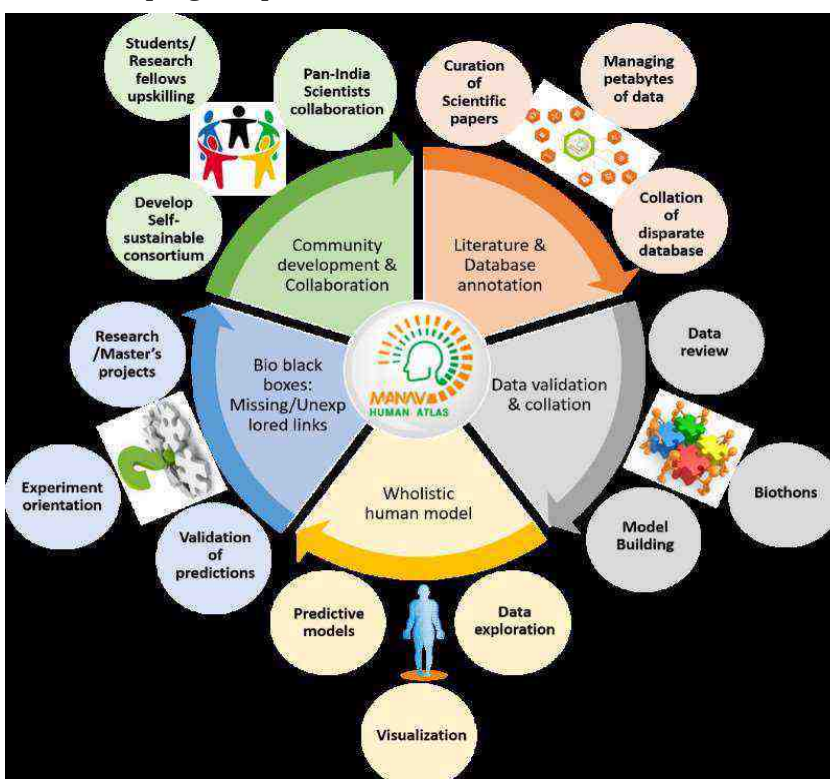 Students/
Research
fellows
upskilling
Pan-India
Scientists
collaboration
Develop
Self-
sustainable
consortium
Community
development &
Collaboration
Curation
of
Scientific
papers
Managing
petabytes
of data
Collation
of
disparate
database
Literature &
Database
annotation
Data
review
Biothons
Model
Building
Data validation
& collation
Wholistic
human model
Predictive
models
Data
exploration
Visualization
Research
/Master's
projects
Experiment
orientation
Validation
of
predictions
Bio black
boxes:
Missing/Unexp
lored links
MANAV
HUMAN ATLAS